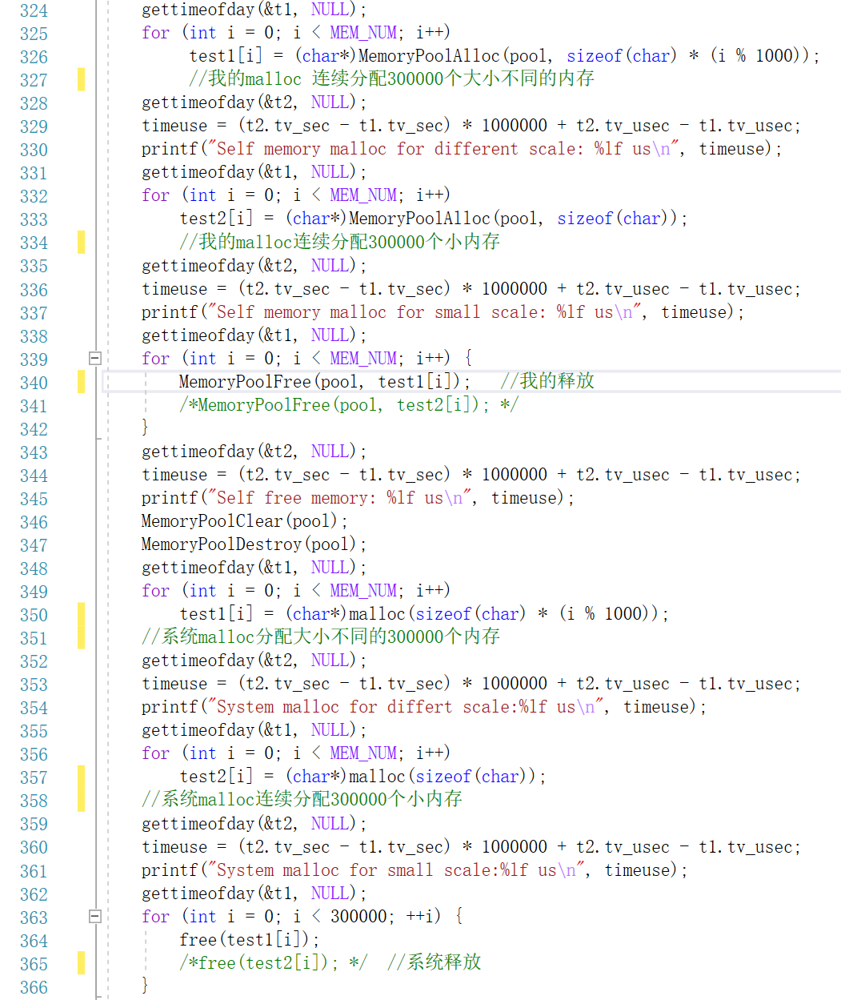 324 gettimeofday(&t1, NULL);
325 for (int i = 0; i < MEM_NUM; i++)
326 test1[i] = (char*)MemoryPoolAlloc(pool, sizeof(char) * (i % 1000));
327 //我的malloc 连续分配300000个大小不同的内存
328 gettimeofday(&t2, NULL);
329 timeuse = (t2.tv_sec - t1.tv_sec) * 1000000 + t2.tv_usec - t1.tv_usec;
330 printf("Self memory malloc for different scale: %lf us\n", timeuse);
331 gettimeofday(&t1, NULL);
332 for (int i = 0; i < MEM_NUM; i++)
333 test2[i] = (char*)MemoryPoolAlloc(pool, sizeof(char));
334 //我的malloc连续分配300000个小内存
335 gettimeofday(&t2, NULL);
336 timeuse = (t2.tv_sec - t1.tv_sec) * 1000000 + t2.tv_usec - t1.tv_usec;
337 printf("Self memory malloc for small scale: %lf us\n", timeuse);
338 gettimeofday(&t1, NULL);
339 for (int i = 0; i < MEM_NUM; i++) {
340 MemoryPoolFree(pool, test1[i]); //我的释放
341 /*MemoryPoolFree(pool, test2[i]); */
342 }
343 gettimeofday(&t2, NULL);
344 timeuse = (t2.tv_sec - t1.tv_sec) * 1000000 + t2.tv_usec - t1.tv_usec;
345 printf("Self free memory: %lf us\n", timeuse);
346 MemoryPoolClear(pool);
347 MemoryPoolDestroy(pool);
348 gettimeofday(&t1, NULL);
349 for (int i = 0; i < MEM_NUM; i++)
350 test1[i] = (char*)malloc(sizeof(char) * (i % 1000));
351 //系统malloc分配大小不同的300000个内存
352 gettimeofday(&t2, NULL);
353 timeuse = (t2.tv_sec - t1.tv_sec) * 1000000 + t2.tv_usec - t1.tv_usec;
354 printf("System malloc for differt scale:%lf us\n", timeuse);
355 gettimeofday(&t1, NULL);
356 for (int i = 0; i < MEM_NUM; i++)
357 test2[i] = (char*)malloc(sizeof(char));
358 //系统malloc连续分配300000个小内存
359 gettimeofday(&t2, NULL);
360 timeuse = (t2.tv_sec - t1.tv_sec) * 1000000 + t2.tv_usec - t1.tv_usec;
361 printf("System malloc for small scale:%lf us\n", timeuse);
362 gettimeofday(&t1, NULL);
363 for (int i = 0; i < 300000; ++i) {
364 free(test1[i]);
365 /*free(test2[i]); */ //系统释放
366 }